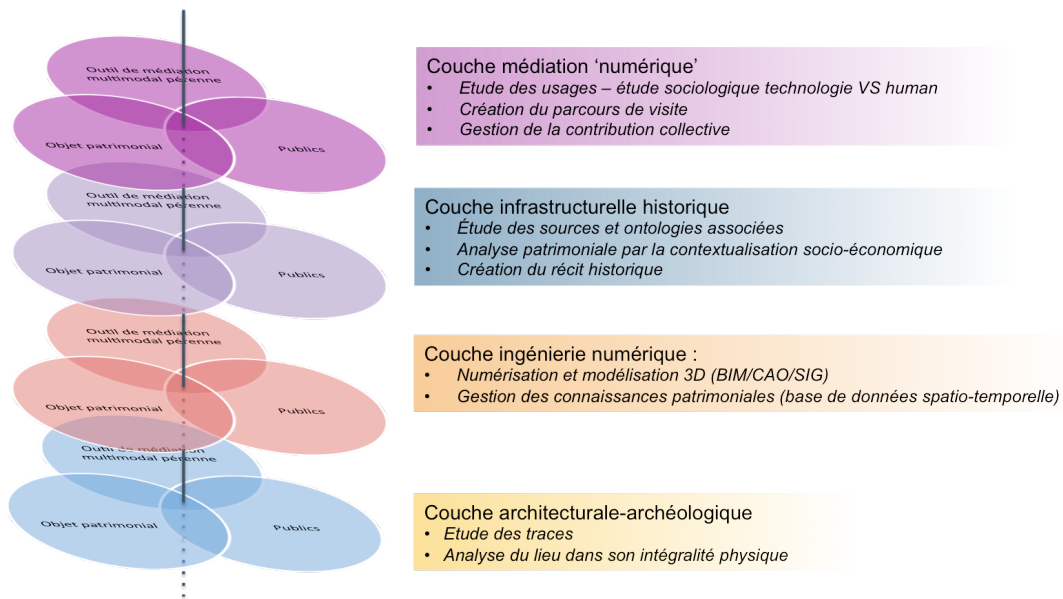 Outil de médiation
multimodal pérenne
Objet patrimonial
Publics
Couche médiation ‘numérique’
• Etude des usages – étude sociologique technologie VS human
• Création du parcours de visite
• Gestion de la contribution collective
Outil de médiation
multimodal pérenne
Objet patrimonial
Publics
Couche infrastructurelle historique
• Étude des sources et ontologies associées
• Analyse patrimoniale par la contextualisation socio-économique
• Création du récit historique
Outil de médiation
multimodal pérenne
Objet patrimonial
Publics
Couche ingénierie numérique :
• Numérisation et modélisation 3D (BIM/CAO/SIG)
• Gestion des connaissances patrimoniales (base de données spatio-temporelle)
Outil de médiation
multimodal pérenne
Objet patrimonial
Publics
Couche architecturale-archéologique
• Etude des traces
• Analyse du lieu dans son intégralité physique